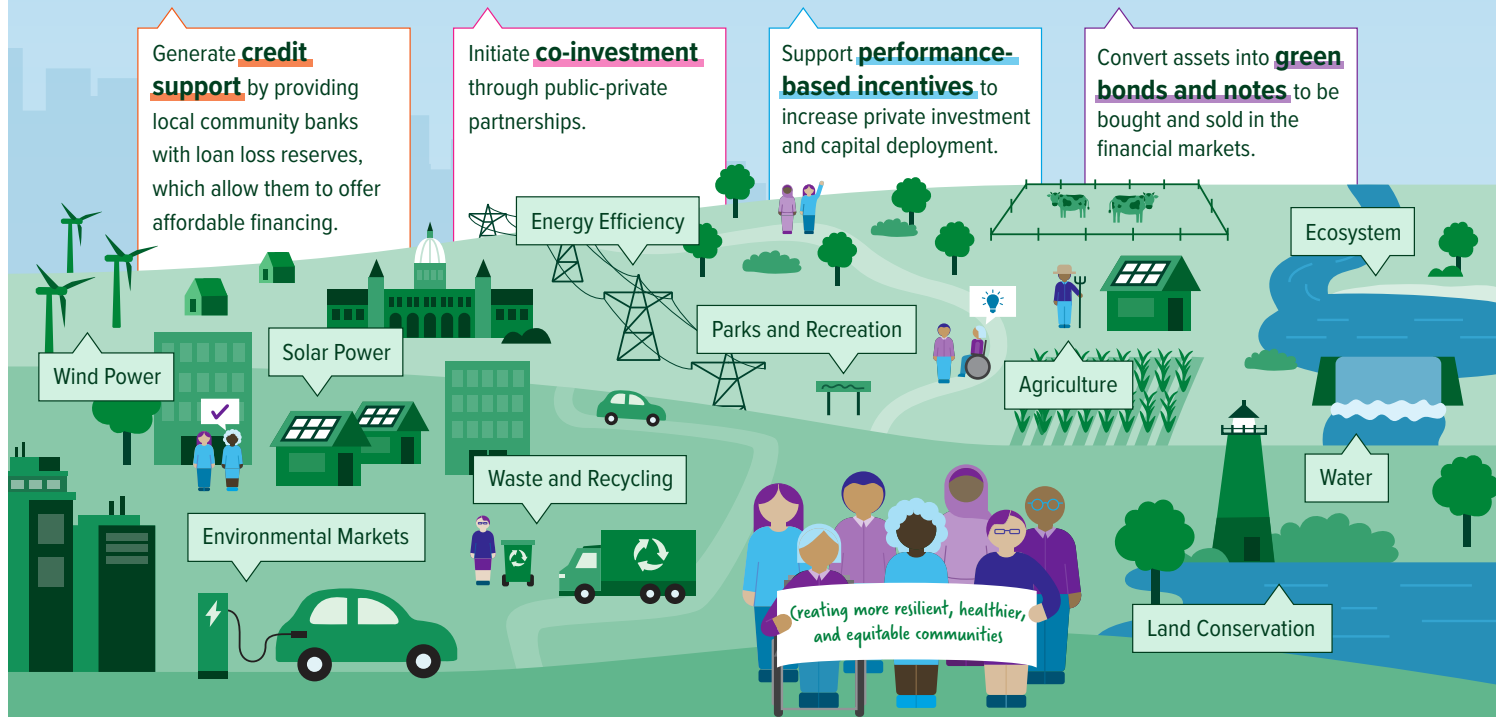 Generate credit
support by providing
local community banks
with loan loss reserves,
which allow them to offer
affordable financing.
Initiate co-investment
through public-private
partnerships.
Support performance-
based incentives to
increase private investment
and capital deployment.
Convert assets into green
bonds and notes to be
bought and sold in the
financial markets.
Energy Efficiency
Ecosystem
Parks and Recreation
Solar Power
Wind Power
Agriculture
Waste and Recycling
Water
Environmental Markets
Creating more resilient, healthier,
and equitable communities
Land Conservation